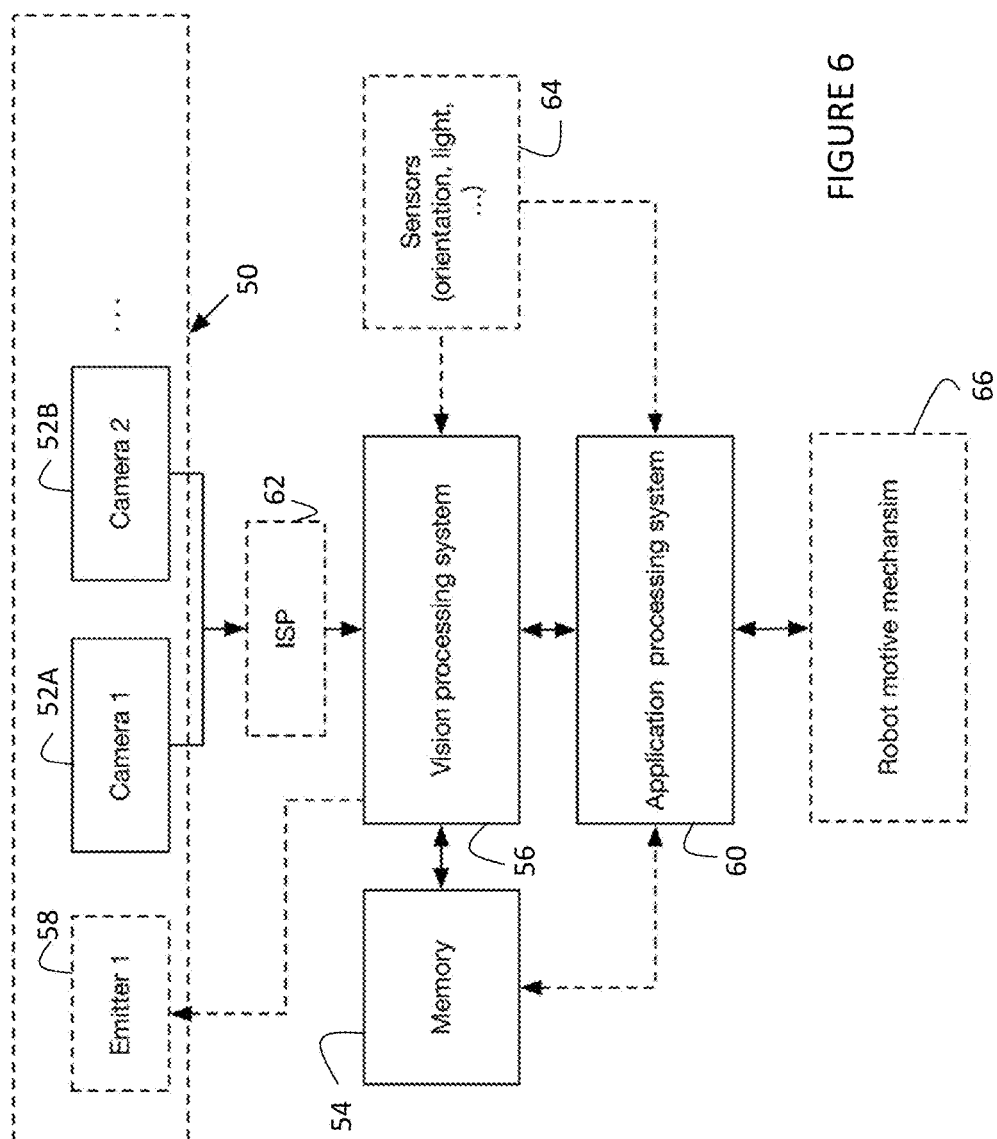 58
52A
52B
Emitter 1
Camera 1
Camera 2
...
50
62
ISP
Sensors
(orientation, light,
...)
64
54
Memory
Vision processing system
56
Application processing system
60
Robot motive mechansim
66
FIGURE 6